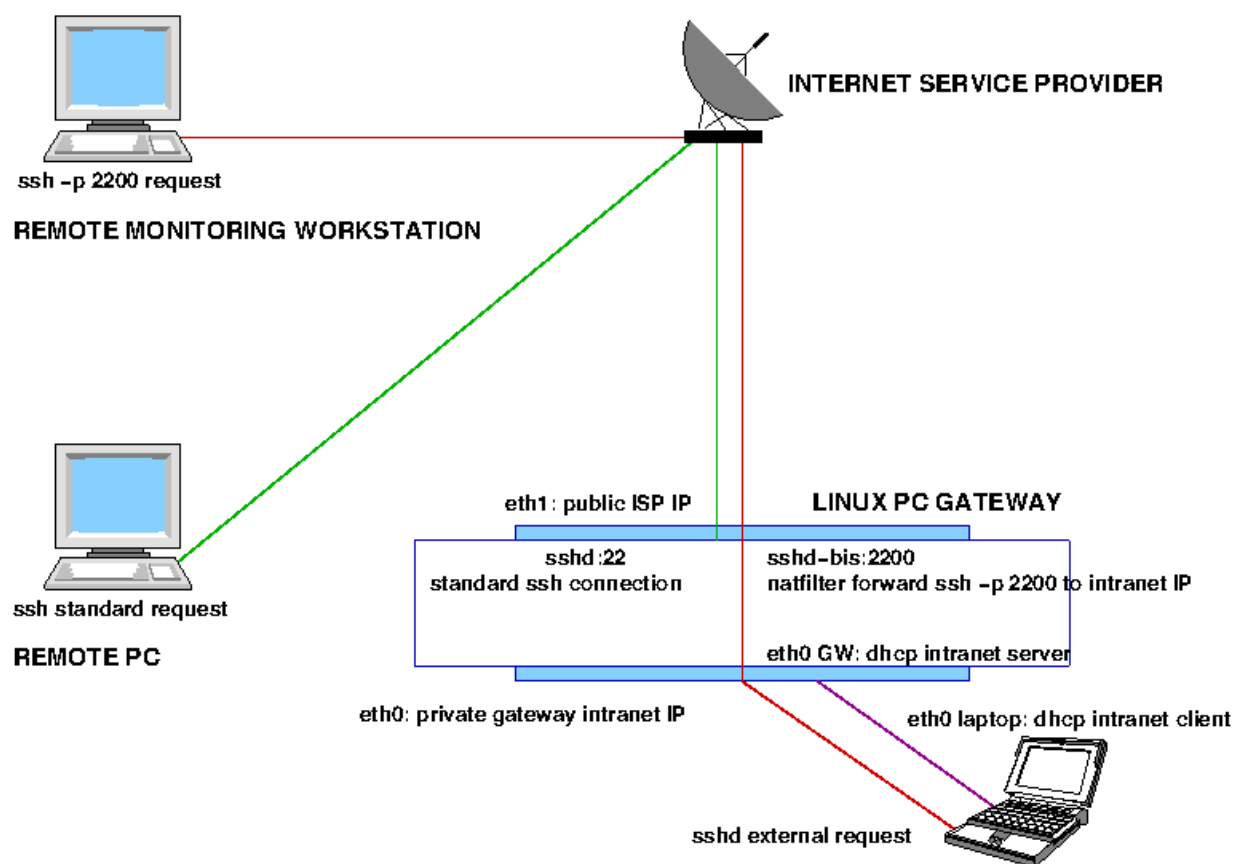 INTERNET SERVICE PROVIDER
ssh -p 2200 request
REMOTE MONITORING WORKSTATION
eth1: public ISP IP
LINUX PC GATEWAY
sshd:22
standard ssh connection
sshd-bis:2200
natfilter forward ssh -p 2200 to intranet IP
ssh standard request
REMOTE PC
eth0 GW: dhcp intranet server
eth0: private gateway intranet IP
eth0 laptop: dhcp intranet client
sshd external request